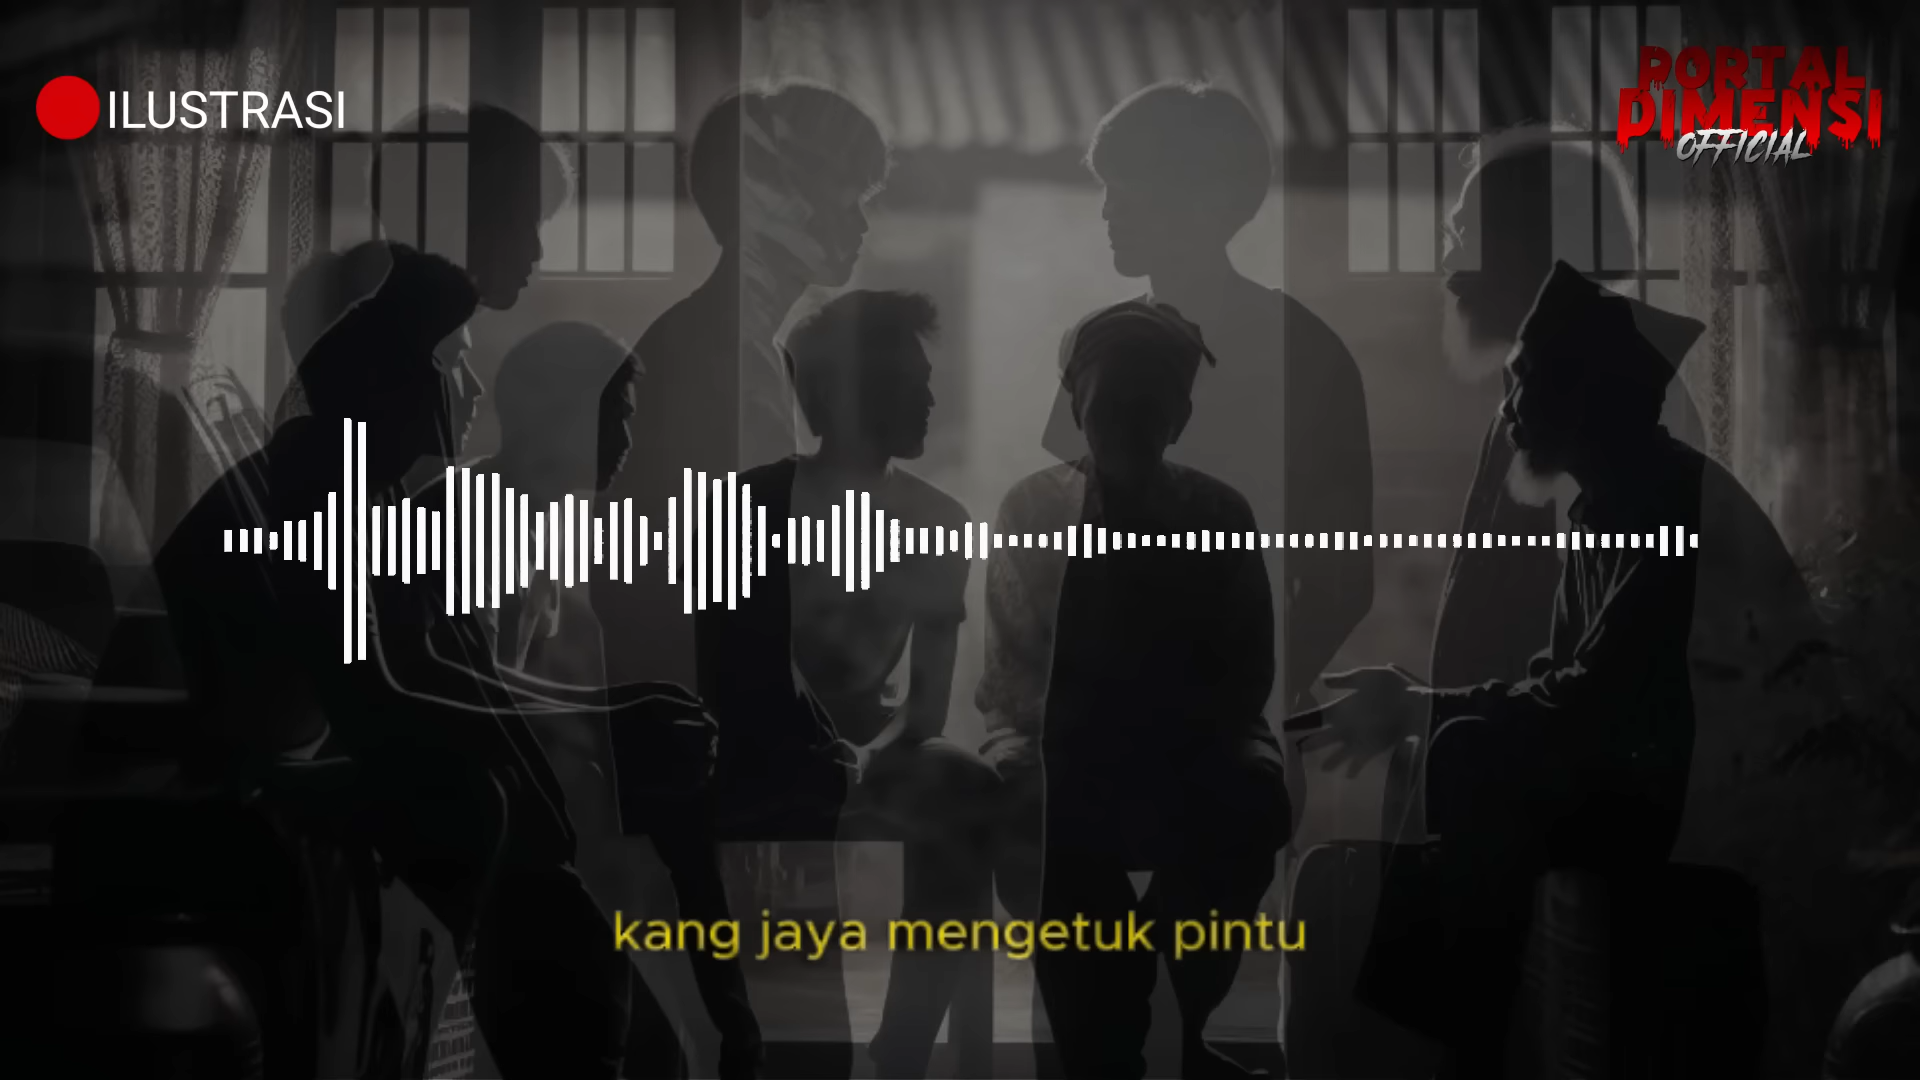 ILUSTRASI
PORTAL
DIMENSI
OFFICIAL
kang jaya mengetuk pintu